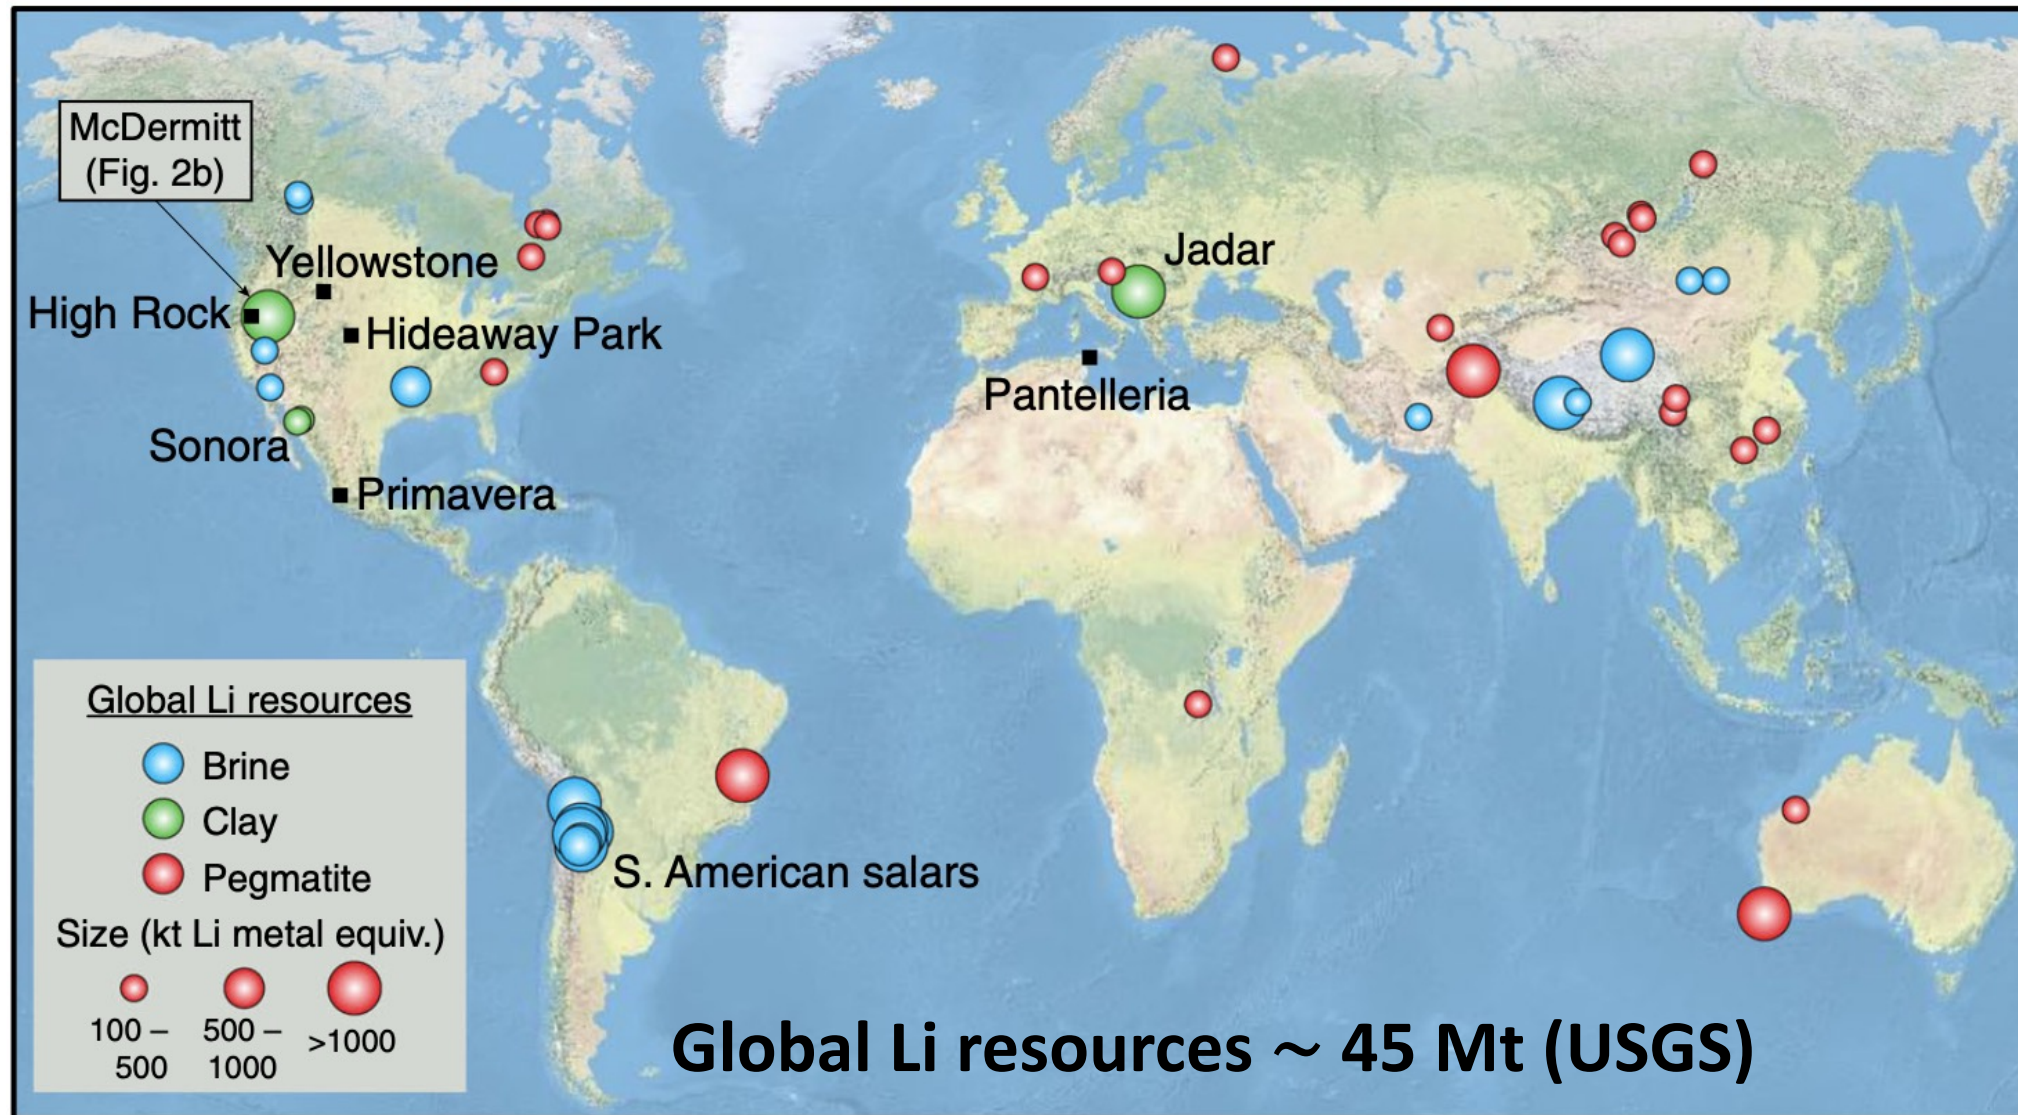 McDermitt
(Fig. 2b)
Yellowstone
High Rock
Hideaway Park
Sonora
Primavera
Jadar
Pantelleria
S. American salars
Global Li resources
Brine
Clay
Pegmatite
Size (kt Li metal equiv.)
100 –
500
500 –
1000
>1000
Global Li resources ~ 45 Mt (USGS)